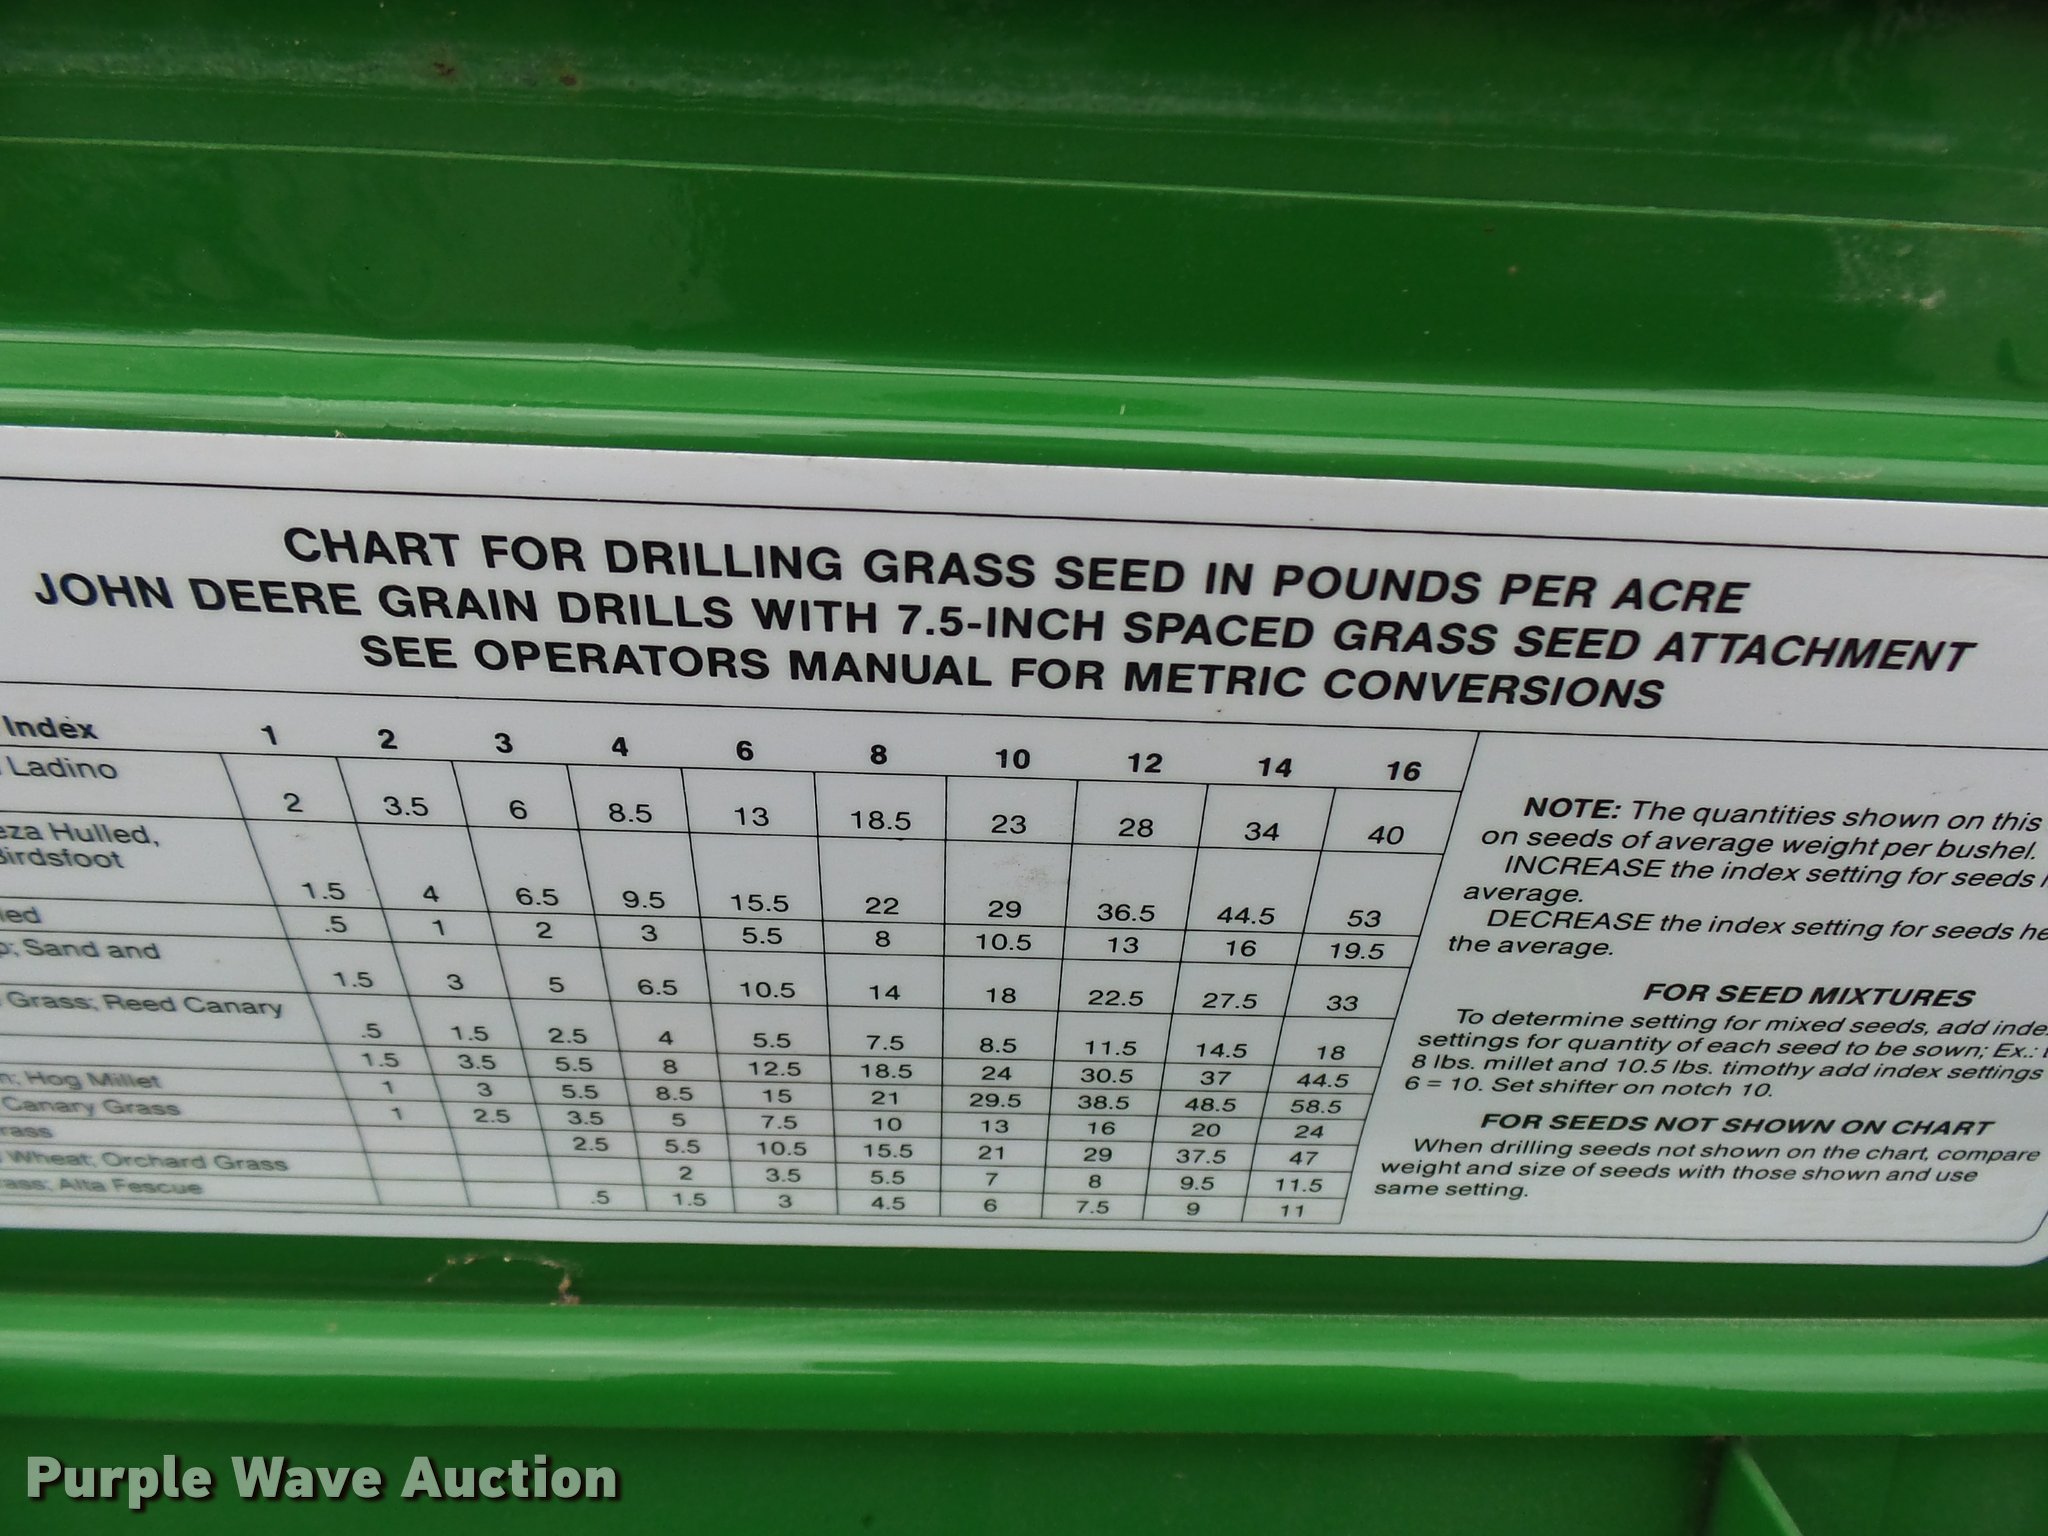 CHART FOR DRILLING GRASS SEED IN POUNDS PER ACRE
JOHN DEERE GRAIN DRILLS WITH 7.5-INCH SPACED GRASS SEED ATTACHMENT
SEE OPERATORS MANUAL FOR METRIC CONVERSIONS
Index 1 2 3 4 6 8 10 12 14 16
Ladino
2 3.5 6 8.5 13 18.5 23 28 34 40
eza Hulled,
Birdsfoot
1.5 4 6.5 9.5 15.5 22 29 36.5 44.5 53
led .5 1 2 3 5.5 8 10.5 13 16 19.5
p; Sand and
1.5 3 5 6.5 10.5 14 18 22.5 27.5 33
Grass; Reed Canary
.5 1.5 2.5 4 5.5 7.5 8.5 11.5 14.5 18
1.5 3.5 5.5 8 12.5 18.5 24 30.5 37 44.5
n; Hog Millet 1 3 5.5 8.5 15 21 29.5 38.5 48.5 58.5
Canary Grass 1 2.5 3.5 5 7.5 10 13 16 20 24
rass 2.5 5.5 10.5 15.5 21 29 37.5 47
Wheat; Orchard Grass 2 3.5 5.5 7 8 9.5 11.5
rass; Alta Fescue .5 1.5 3 4.5 6 7.5 9 11
NOTE: The quantities shown on this
on seeds of average weight per bushel.
INCREASE the index setting for seeds
average.
DECREASE the index setting for seeds he
the average.
FOR SEED MIXTURES
To determine setting for mixed seeds, add inde
settings for quantity of each seed to be sown; Ex.:
8 lbs. millet and 10.5 lbs. timothy add index settings
6 = 10. Set shifter on notch 10.
FOR SEEDS NOT SHOWN ON CHART
When drilling seeds not shown on the chart, compare
weight and size of seeds with those shown and use
same setting.
Purple Wave Auction